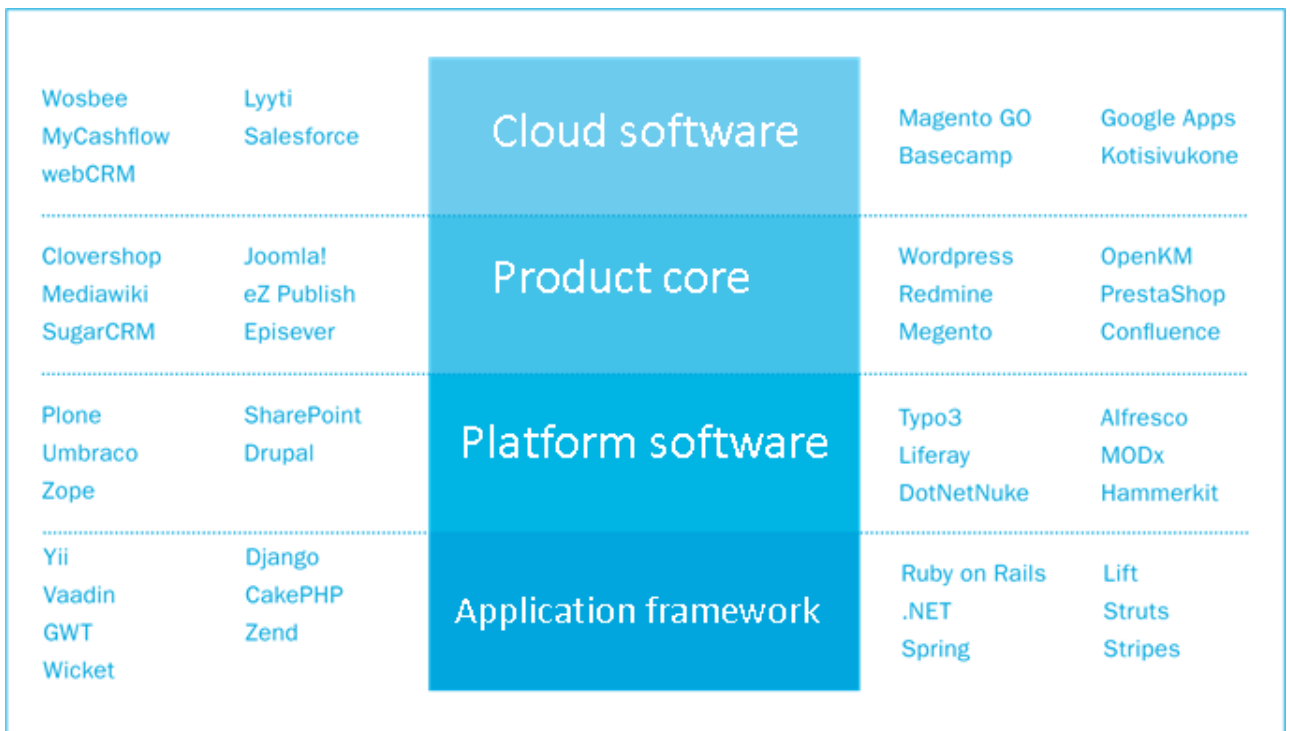 Wosbee Lyyti
MyCashflow Salesforce
webCRM
Cloud software
Magento GO Google Apps
Basecamp Kotisivukone
Clovershop Joomla!
Mediawiki eZ Publish
SugarCRM Episever
Product core
Wordpress OpenKM
Redmine PrestaShop
Megento Confluence
Plone SharePoint
Umbraco Drupal
Zope
Platform software
Typo3 Alfresco
Liferay MODx
DotNetNuke Hammerkit
Yii Django
Vaadin CakePHP
GWT Zend
Wicket
Application framework
Ruby on Rails Lift
.NET Struts
Spring Stripes